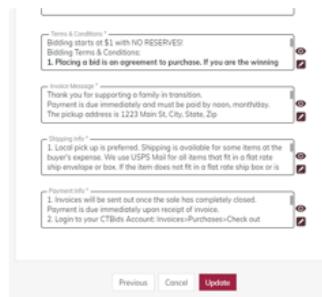 Terms & Conditions *
Bidding starts at $1 with NO RESERVES!
Bidding Terms & Conditions:
1. Placing a bid is an agreement to purchase. If you are the winning
Invoice Message *
Thank you for supporting a family in transition.
Payment is due immediately and must be paid by noon, month/day.
The pickup address is 1223 Main St, City, State, Zip
Shipping Info *
1. Local pick up is preferred. Shipping is available for some items at the
buyer's expense. We use USPS Mail for all items that fit in a flat rate
ship envelope or box. If the item does not fit in a flat rate ship box or is
Payment Info *
1. Invoices will be sent out once the sale has completely closed.
Payment is due immediately upon receipt of invoice.
2. Login to your CTBids Account: Invoices>Purchases>Check out
Previous Cancel Update